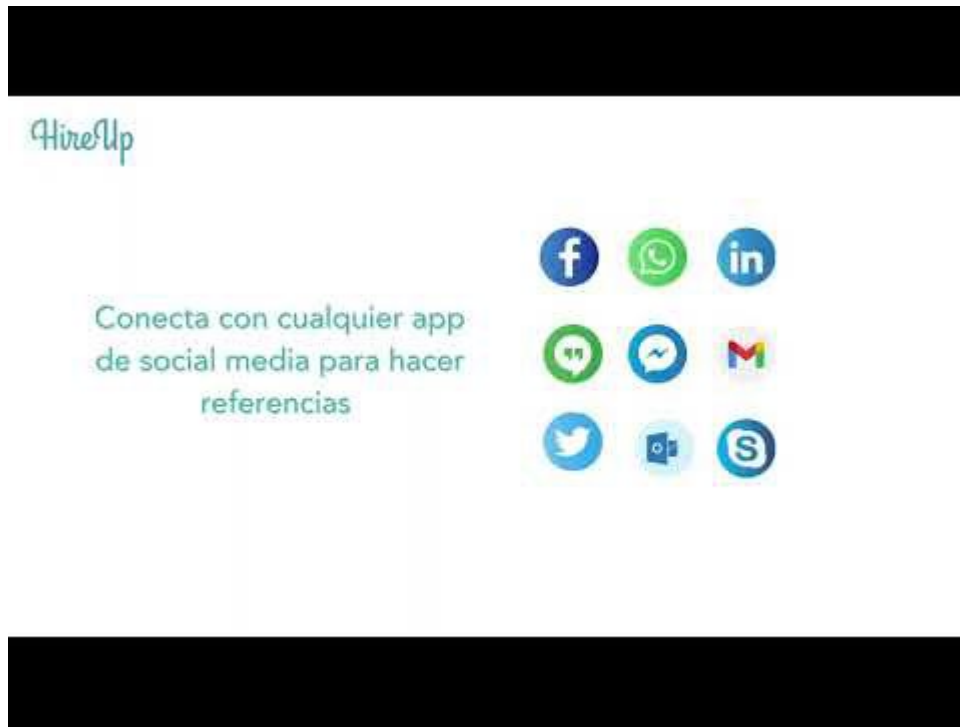 HireUp
Conecta con cualquier app
de social media para hacer
referencias